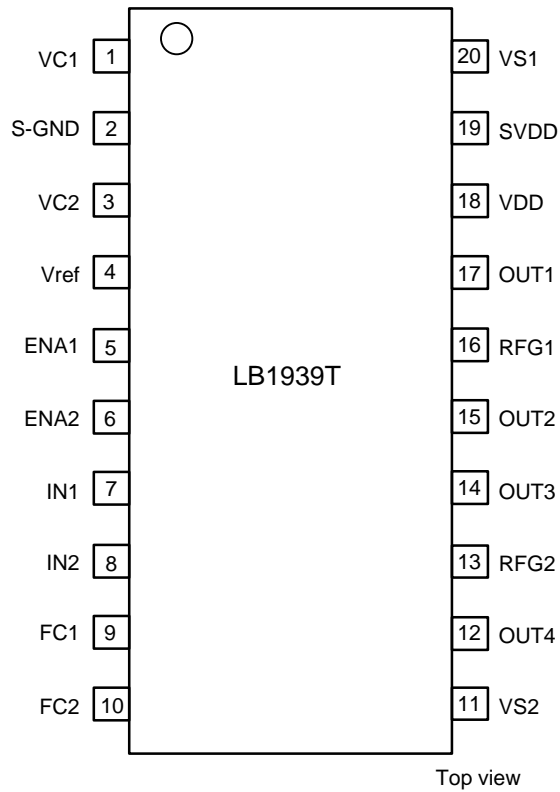 VC1 1 20 VS1
S-GND 2 19 SVDD
VC2 3 18 VDD
Vref 4 17 OUT1
ENA1 5 16 RFG1
LB1939T
ENA2 6 15 OUT2
IN1 7 14 OUT3
IN2 8 13 RFG2
FC1 9 12 OUT4
FC2 10 11 VS2
Top view